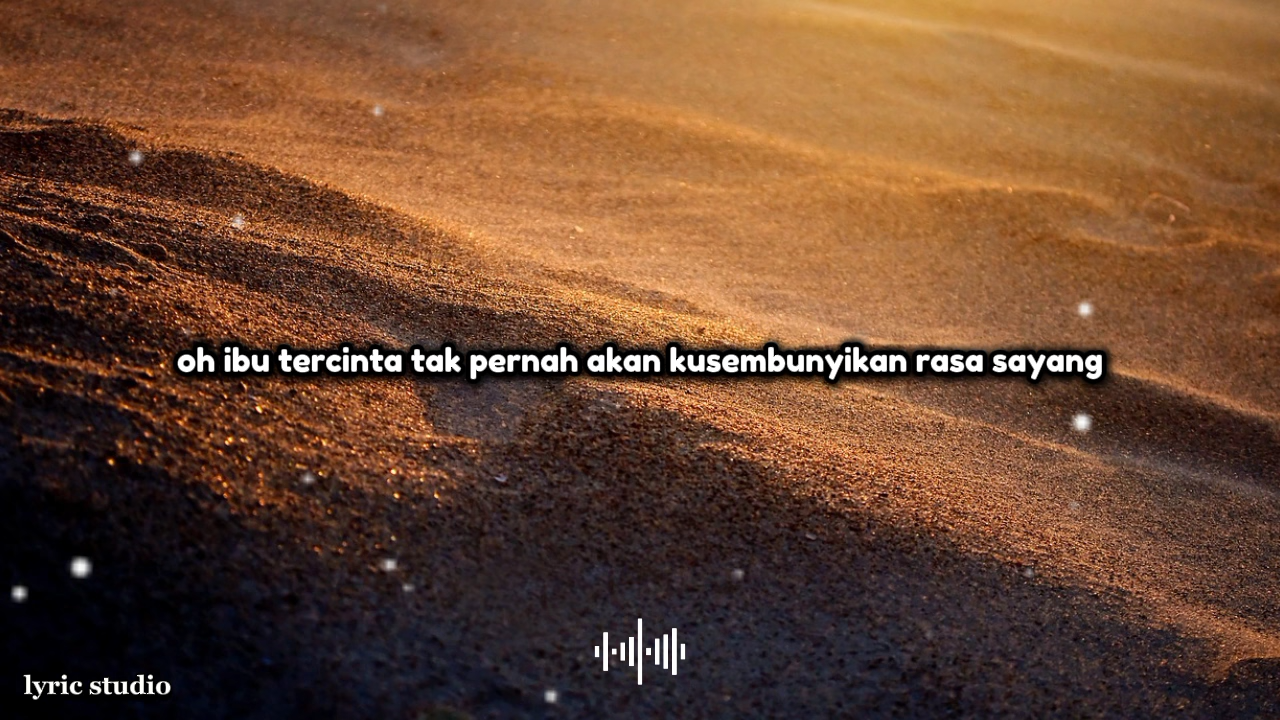 oh ibu tercinta tak pernah akan kusembunyikan rasa sayang
lyric studio